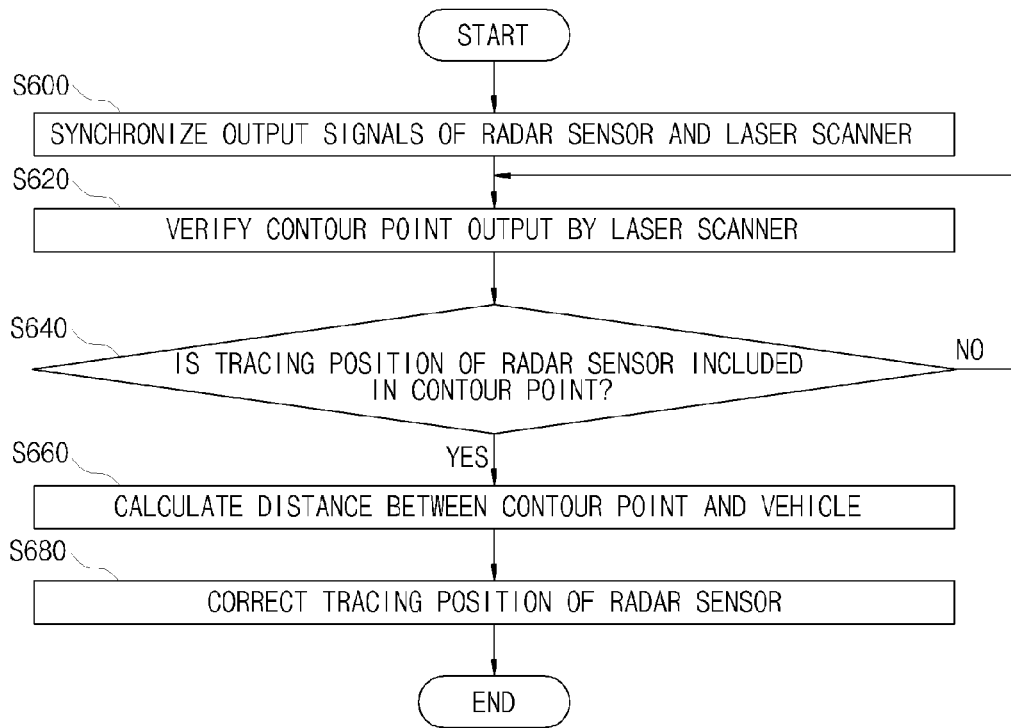 START
S600
SYNCHRONIZE OUTPUT SIGNALS OF RADAR SENSOR AND LASER SCANNER
S620
VERIFY CONTOUR POINT OUTPUT BY LASER SCANNER
S640
IS TRACING POSITION OF RADAR SENSOR INCLUDED
IN CONTOUR POINT?
NO
YES
S660
CALCULATE DISTANCE BETWEEN CONTOUR POINT AND VEHICLE
S680
CORRECT TRACING POSITION OF RADAR SENSOR
END